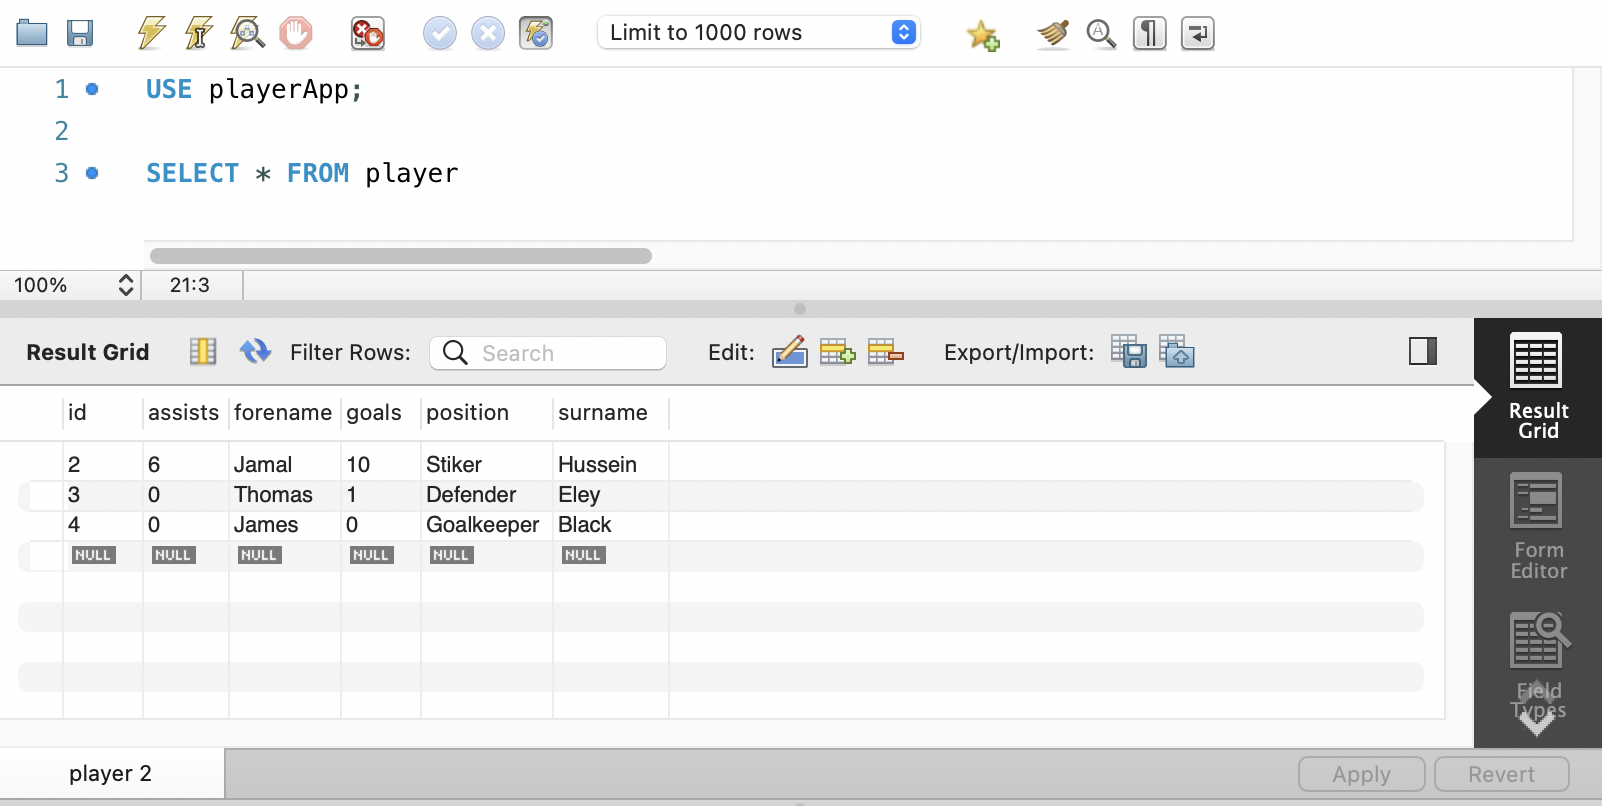 Limit to 1000 rows
1 USE playerApp;
2
3 SELECT * FROM player
100% 21:3
Result Grid Filter Rows: Search Edit: Export/Import:
id assists forename goals position surname
2 6 Jamal 10 Stiker Hussein
3 0 Thomas 1 Defender Eley
4 0 James 0 Goalkeeper Black
NULL NULL NULL NULL NULL NULL
Result
Grid
Form
Editor
Field
Types
player 2 Apply Revert